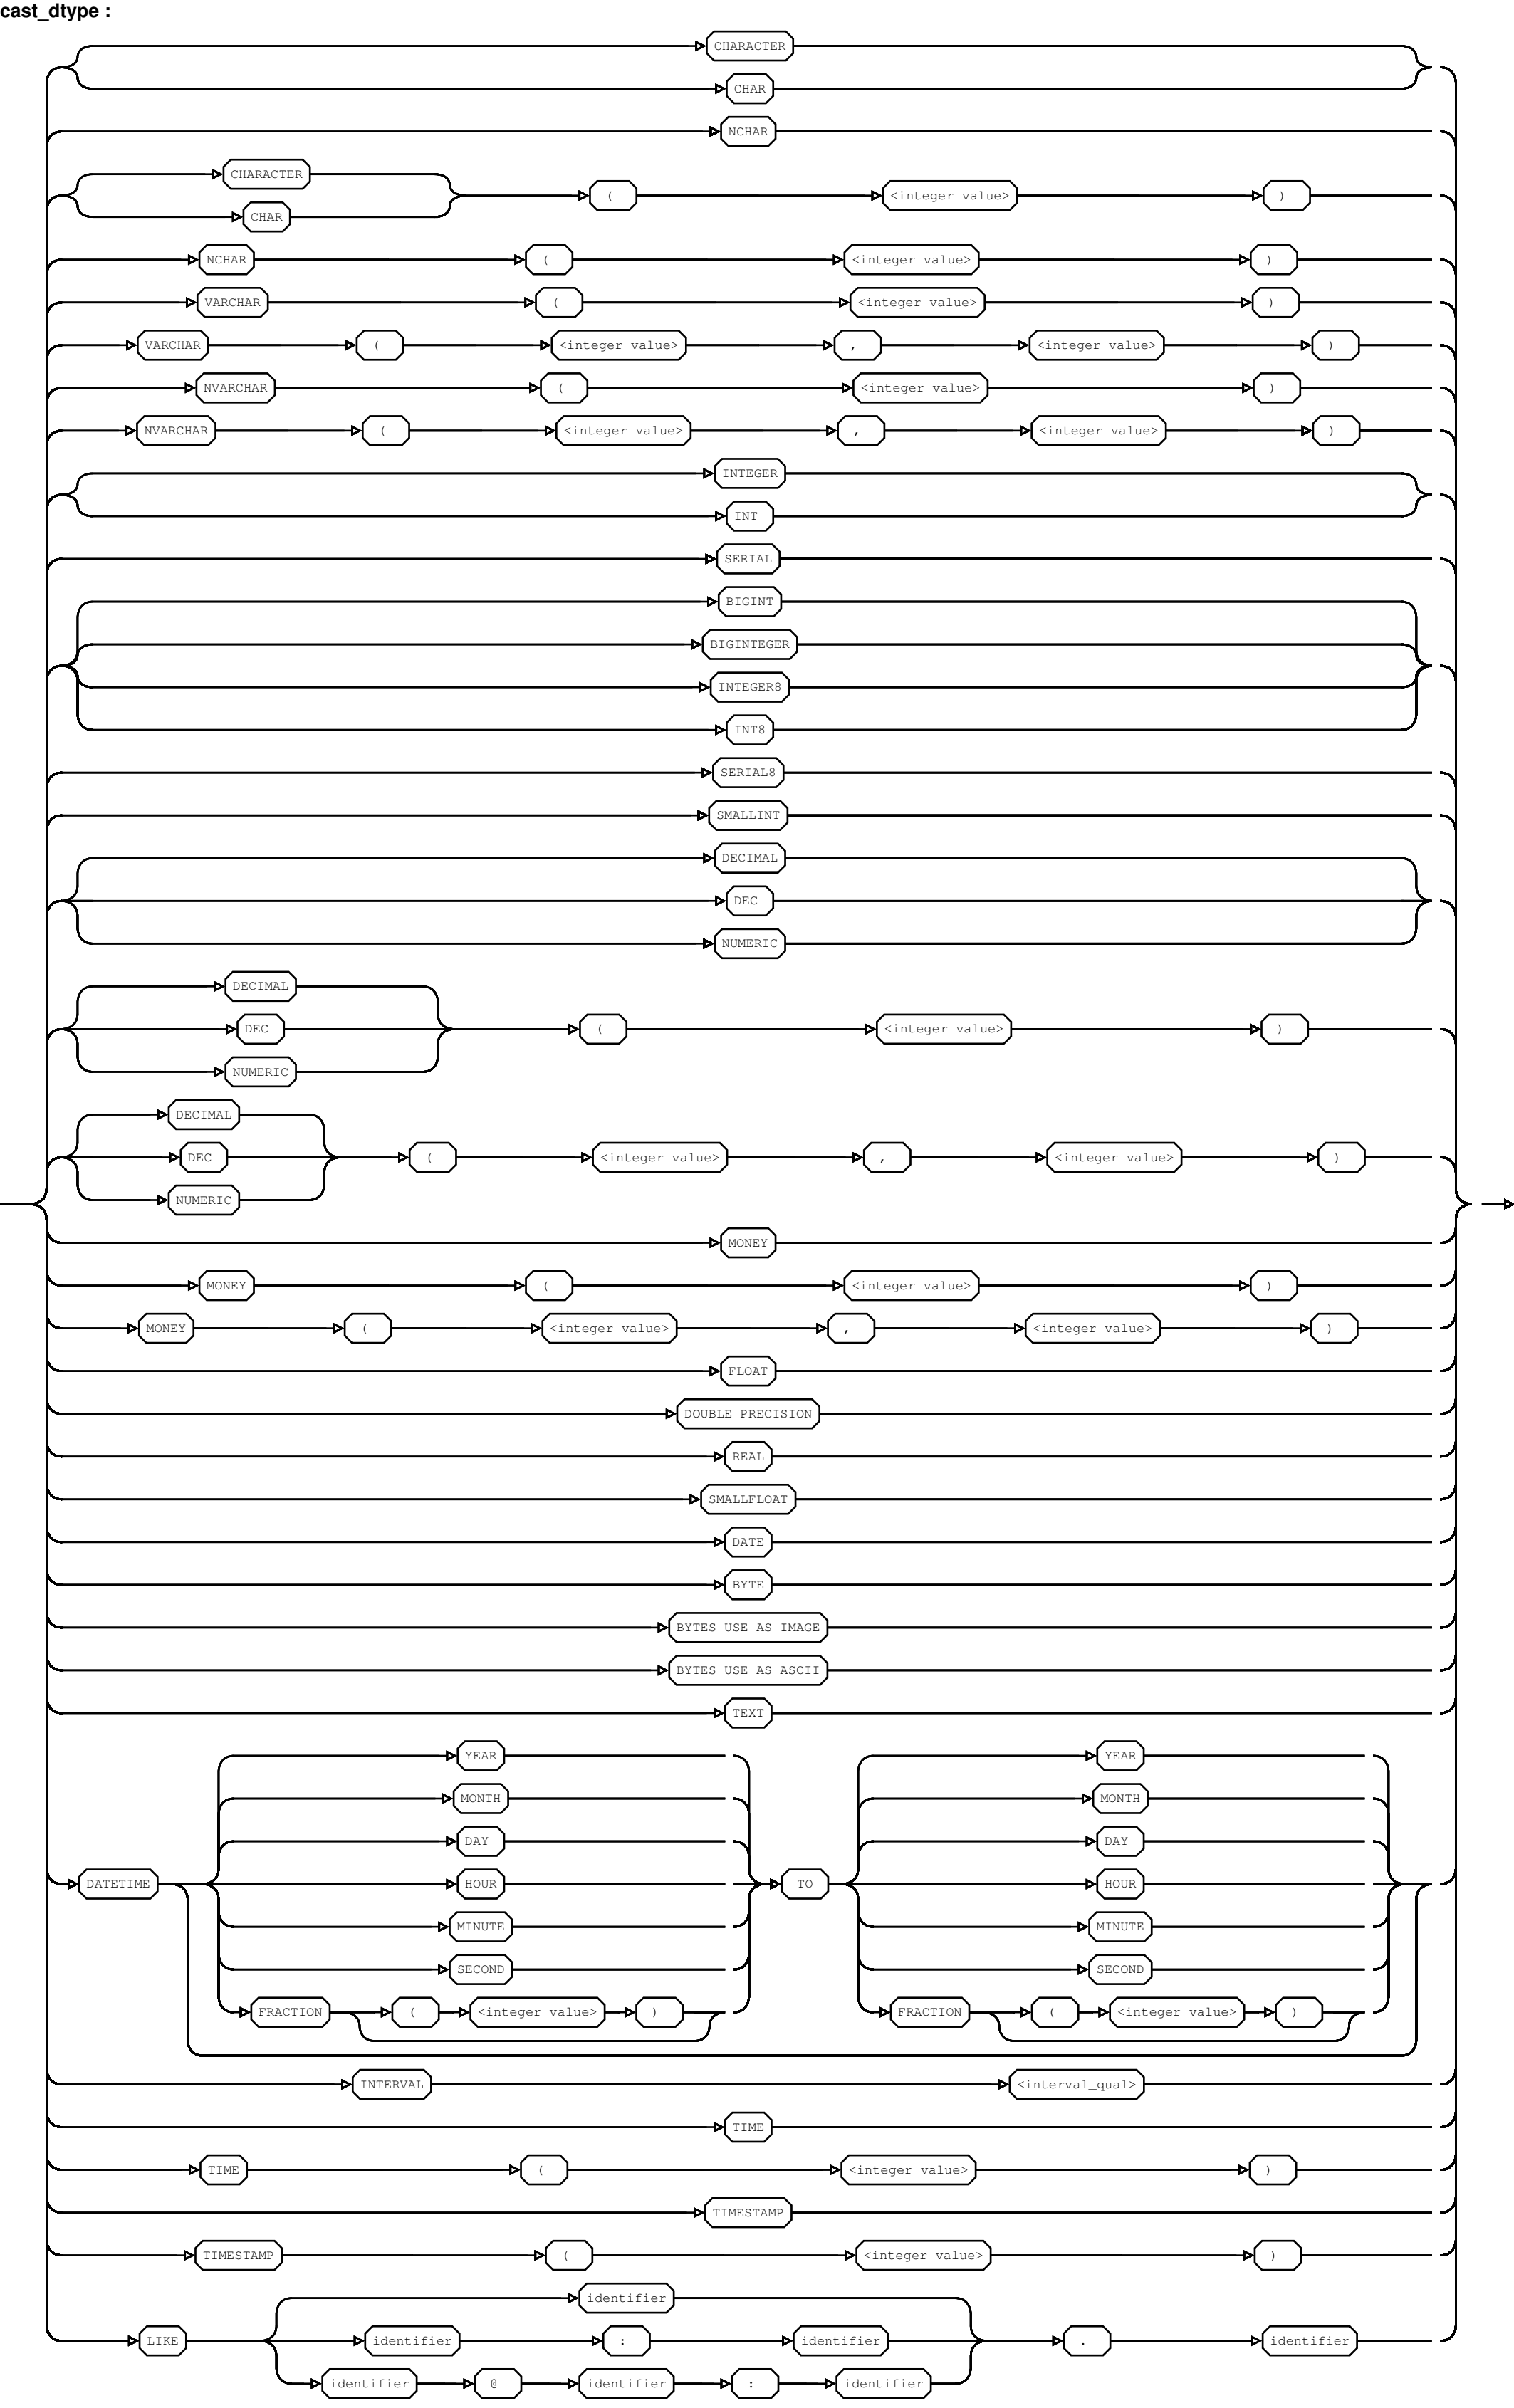 cast_dtype :
CHARACTER
CHAR
NCHAR
CHARACTER
( <integer value> )
CHAR
NCHAR ( <integer value> )
VARCHAR ( <integer value> )
VARCHAR ( <integer value> , <integer value> )
NVARCHAR ( <integer value> )
NVARCHAR ( <integer value> , <integer value> )
INTEGER
INT
SERIAL
BIGINT
BIGINTEGER
INTEGER8
INT8
SERIAL8
SMALLINT
DECIMAL
DEC
NUMERIC
DECIMAL
DEC ( <integer value> )
NUMERIC
DECIMAL
DEC ( <integer value> , <integer value> )
NUMERIC
MONEY
MONEY ( <integer value> )
MONEY ( <integer value> , <integer value> )
FLOAT
DOUBLE PRECISION
REAL
SMALLFLOAT
DATE
BYTE
BYTES USE AS IMAGE
BYTES USE AS ASCII
TEXT
YEAR YEAR
MONTH MONTH
DAY DAY
DATETIME HOUR TO HOUR
MINUTE MINUTE
SECOND SECOND
FRACTION ( <integer value> ) FRACTION ( <integer value> )
INTERVAL <interval_qual>
TIME
TIME ( <integer value> )
TIMESTAMP
TIMESTAMP ( <integer value> )
identifier
LIKE identifier : identifier . identifier
identifier @ identifier : identifier